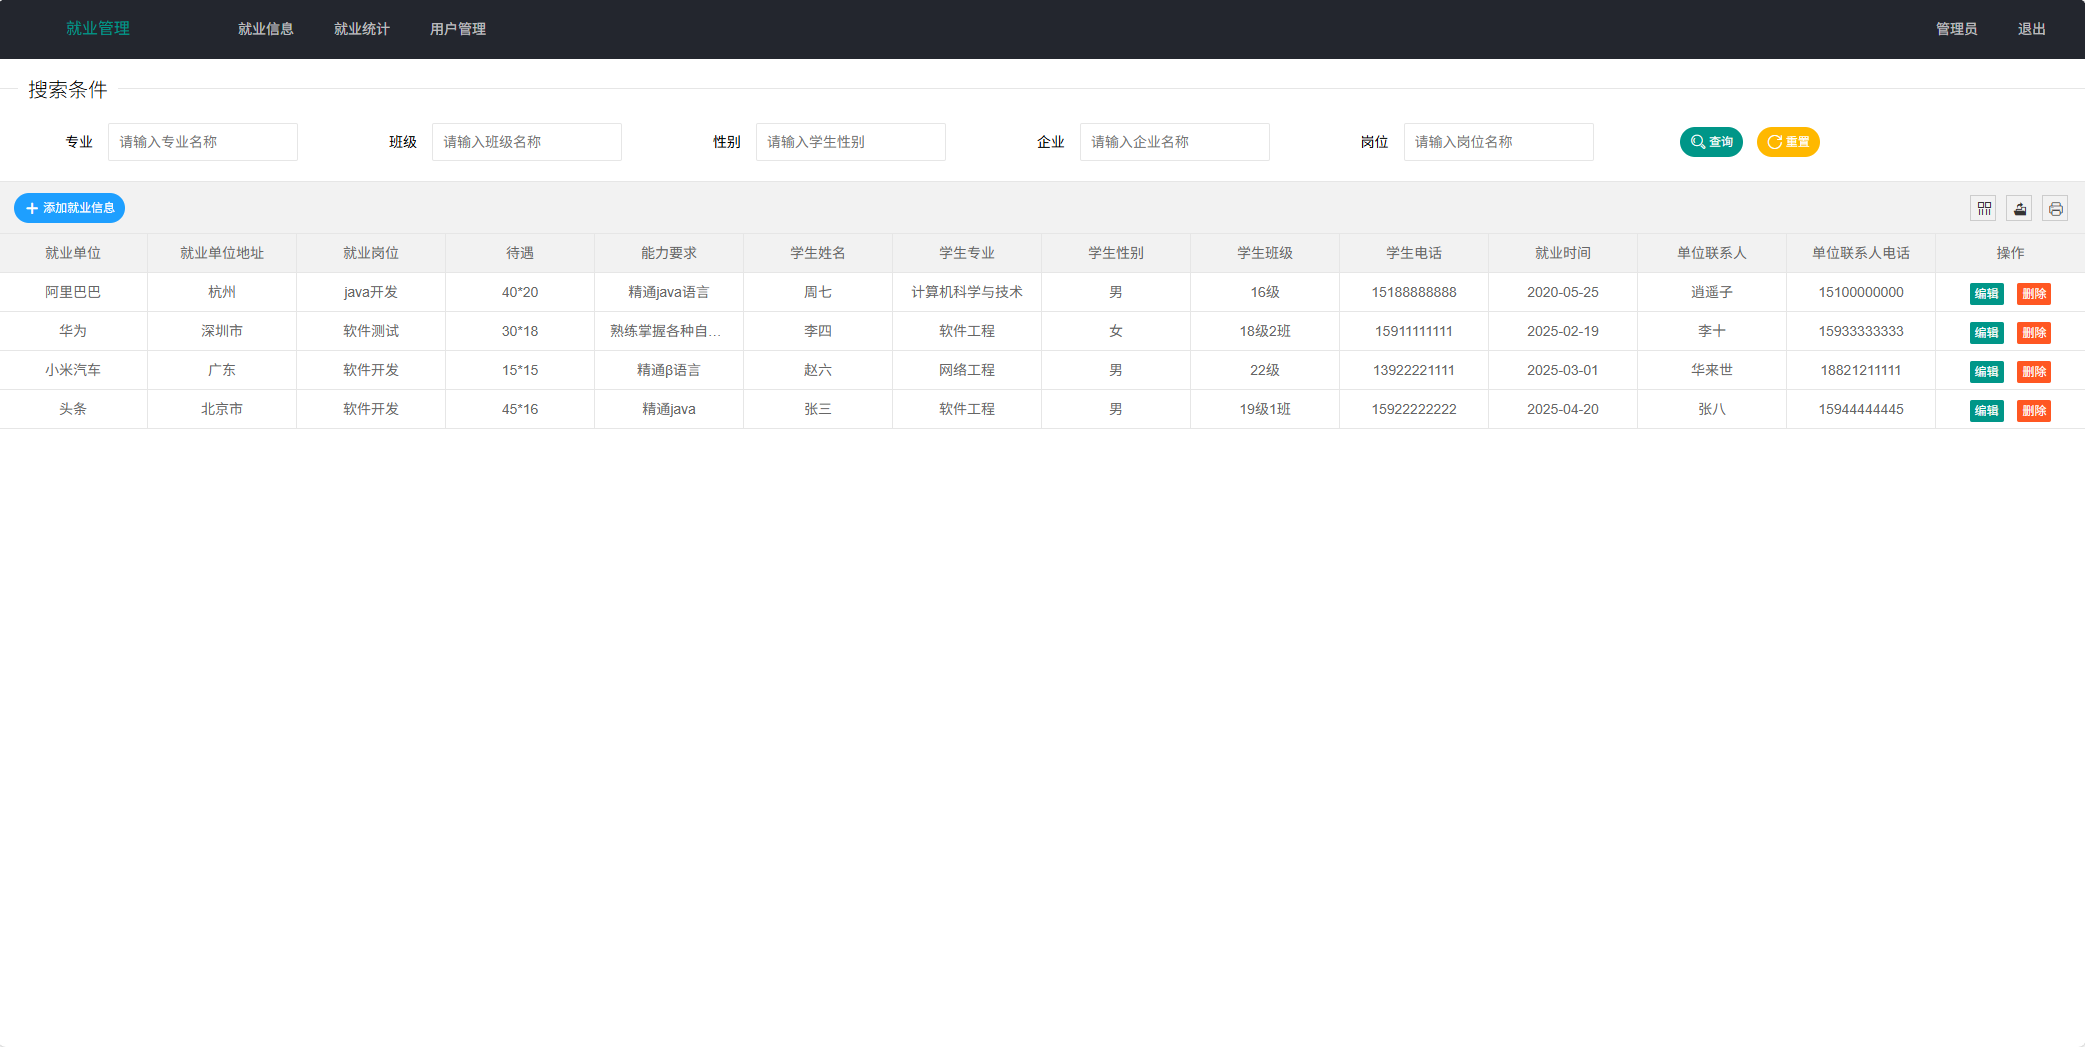 就业管理 就业信息 就业统计 用户管理 管理员 退出
搜索条件
专业 请输入专业名称 班级 请输入班级名称 性别 请输入学生性别 企业 请输入企业名称 岗位 请输入岗位名称 查询 重置
添加就业信息
就业单位 就业单位地址 就业岗位 待遇 能力要求 学生姓名 学生专业 学生性别 学生班级 学生电话 就业时间 单位联系人 单位联系人电话 操作
阿里巴巴 杭州 java开发 40*20 精通java语言 周七 计算机科学与技术 男 16级 15188888888 2020-05-25 逍遥子 15100000000 编辑 删除
华为 深圳市 软件测试 30*18 熟练掌握各种自... 李四 软件工程 女 18级2班 15911111111 2025-02-19 李十 15933333333 编辑 删除
小米汽车 广东 软件开发 15*15 精通β语言 赵六 网络工程 男 22级 13922221111 2025-03-01 华来世 18821211111 编辑 删除
头条 北京市 软件开发 45*16 精通java 张三 软件工程 男 19级1班 15922222222 2025-04-20 张八 15944444445 编辑 删除